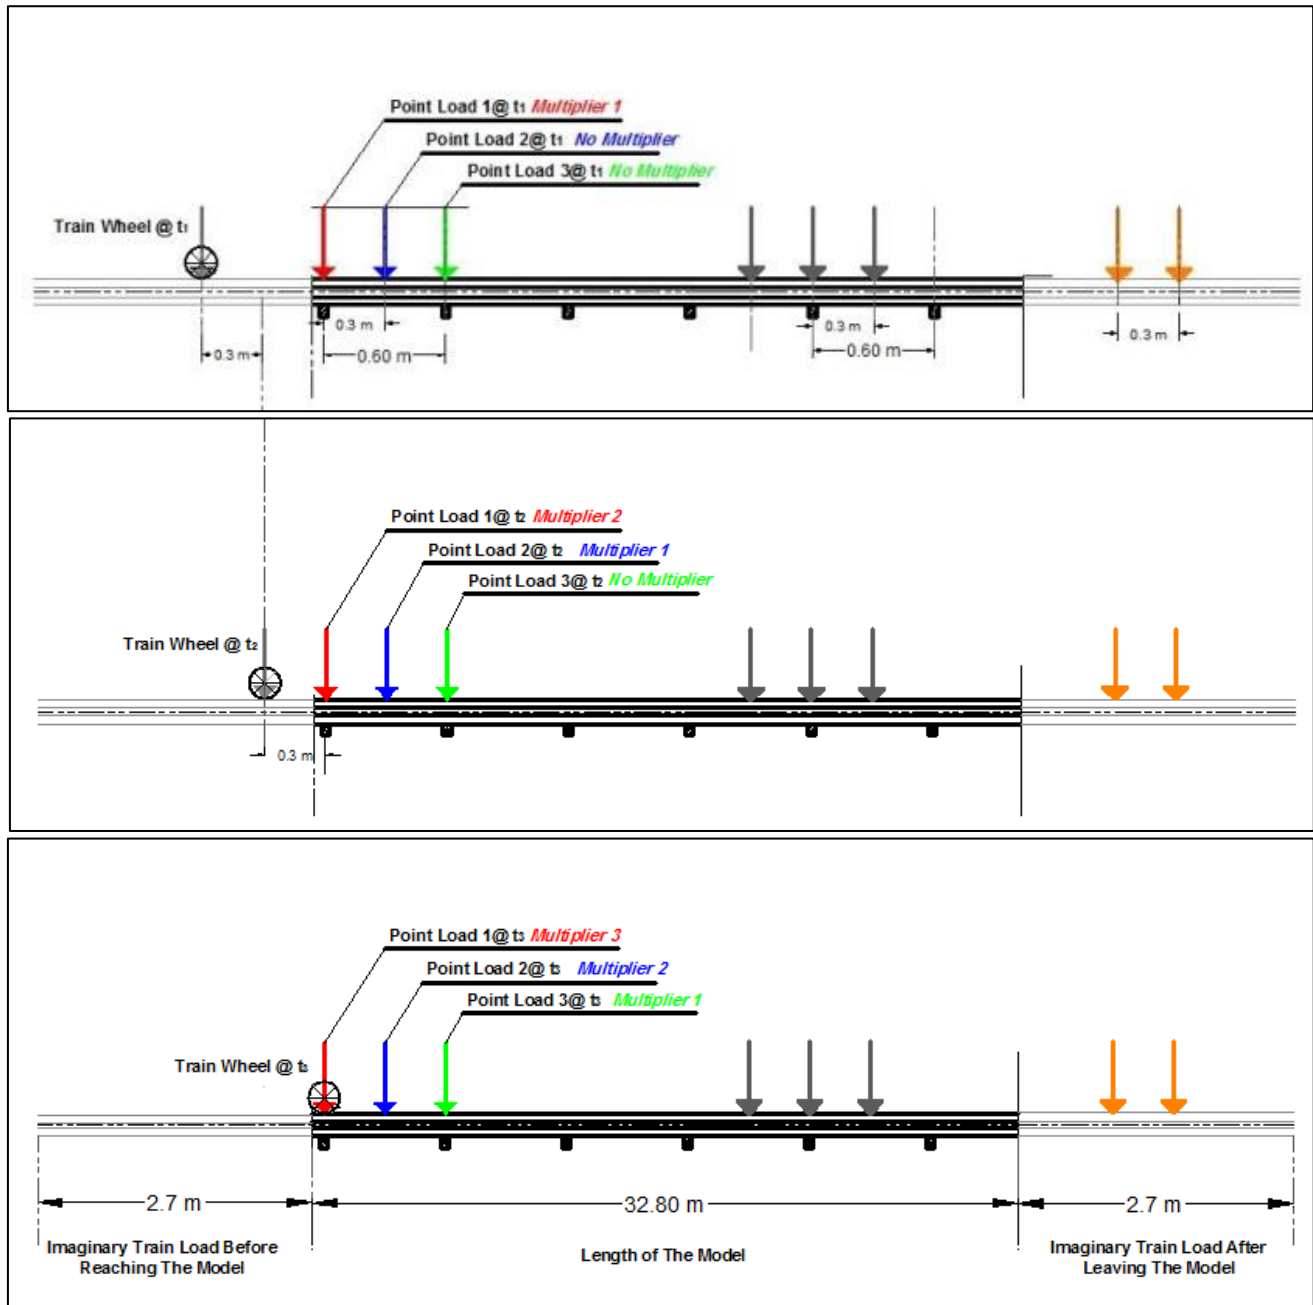 Point Load 1@ t₁ Multiplier 1
Point Load 2@ t₁ No Multiplier
Point Load 3@ t₁ No Multiplier
Train Wheel @ t₁
0.3 m
0.3 m
0.60 m
0.3 m
0.60 m
0.3 m
Point Load 1@ t₂ Multiplier 2
Point Load 2@ t₂ Multiplier 1
Point Load 3@ t₂ No Multiplier
Train Wheel @ t₂
0.3 m
Point Load 1@ t₃ Multiplier 3
Point Load 2@ t₃ Multiplier 2
Point Load 3@ t₃ Multiplier 1
Train Wheel @ t₃
2.7 m
32.80 m
2.7 m
Imaginary Train Load Before
Reaching The Model
Length of The Model
Imaginary Train Load After
Leaving The Model